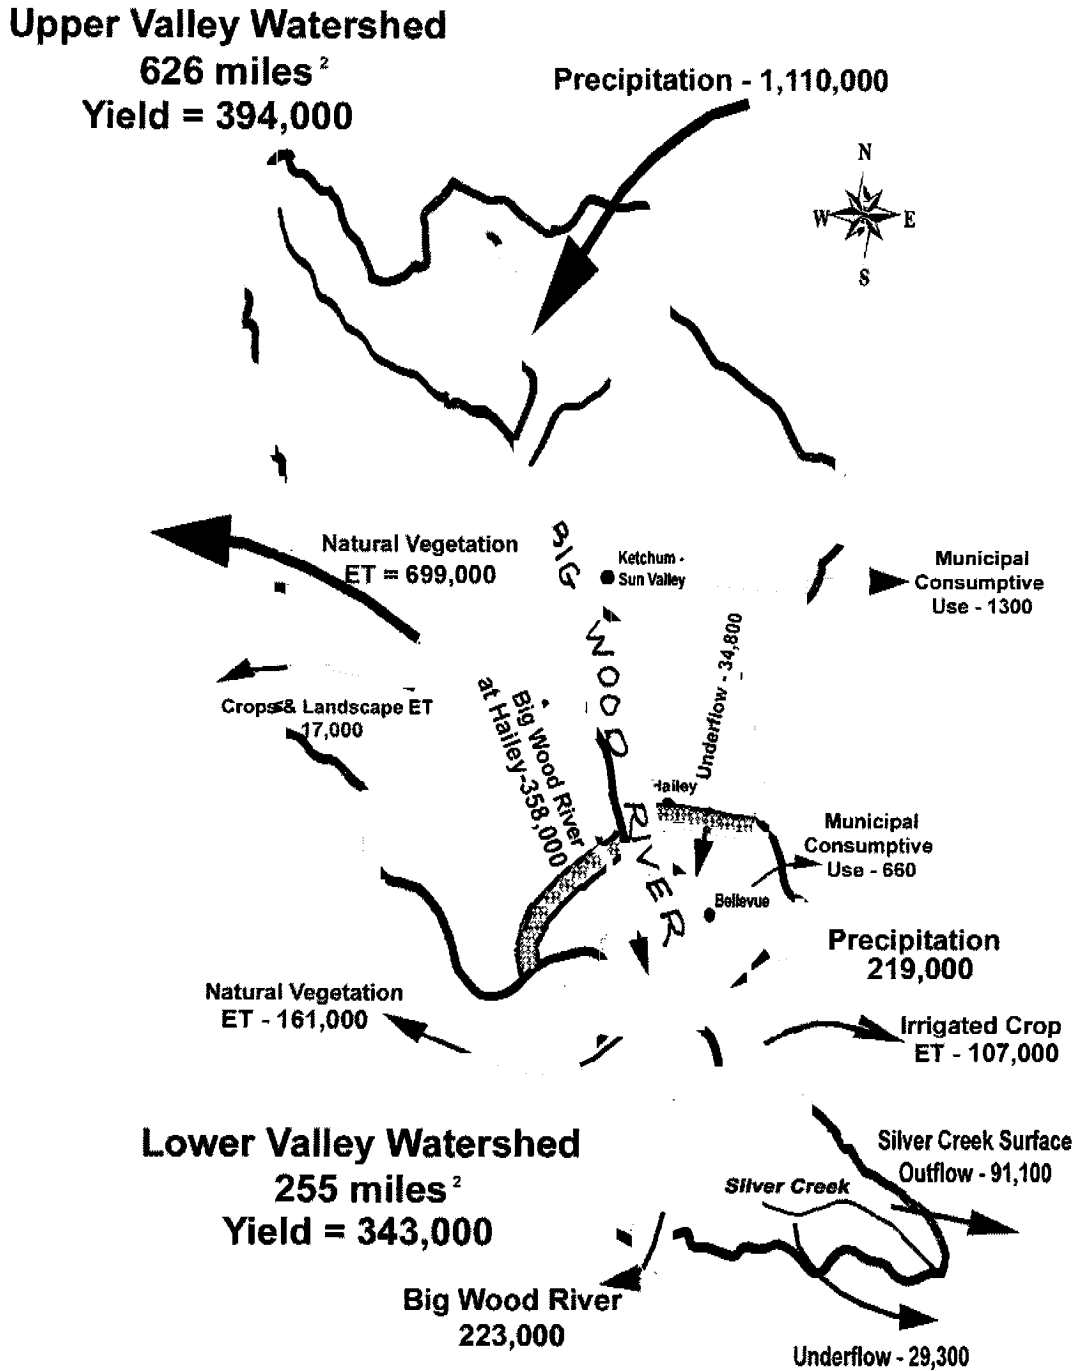 Upper Valley Watershed
626 miles²
Yield = 394,000
Precipitation - 1,110,000
N
W E
S
Natural Vegetation
ET = 699,000
BIG WOOD RIVER
Ketchum -
Sun Valley
Municipal
Consumptive
Use - 1300
Underflow - 34,800
Crops & Landscape ET
17,000
Big Wood River
at Hailey-358,000
Hailey
Municipal
Consumptive
Use - 660
Bellevue
Precipitation
219,000
Natural Vegetation
ET - 161,000
Irrigated Crop
ET - 107,000
Lower Valley Watershed
255 miles²
Yield = 343,000
Silver Creek Surface
Outflow - 91,100
Silver Creek
Big Wood River
223,000
Underflow - 29,300